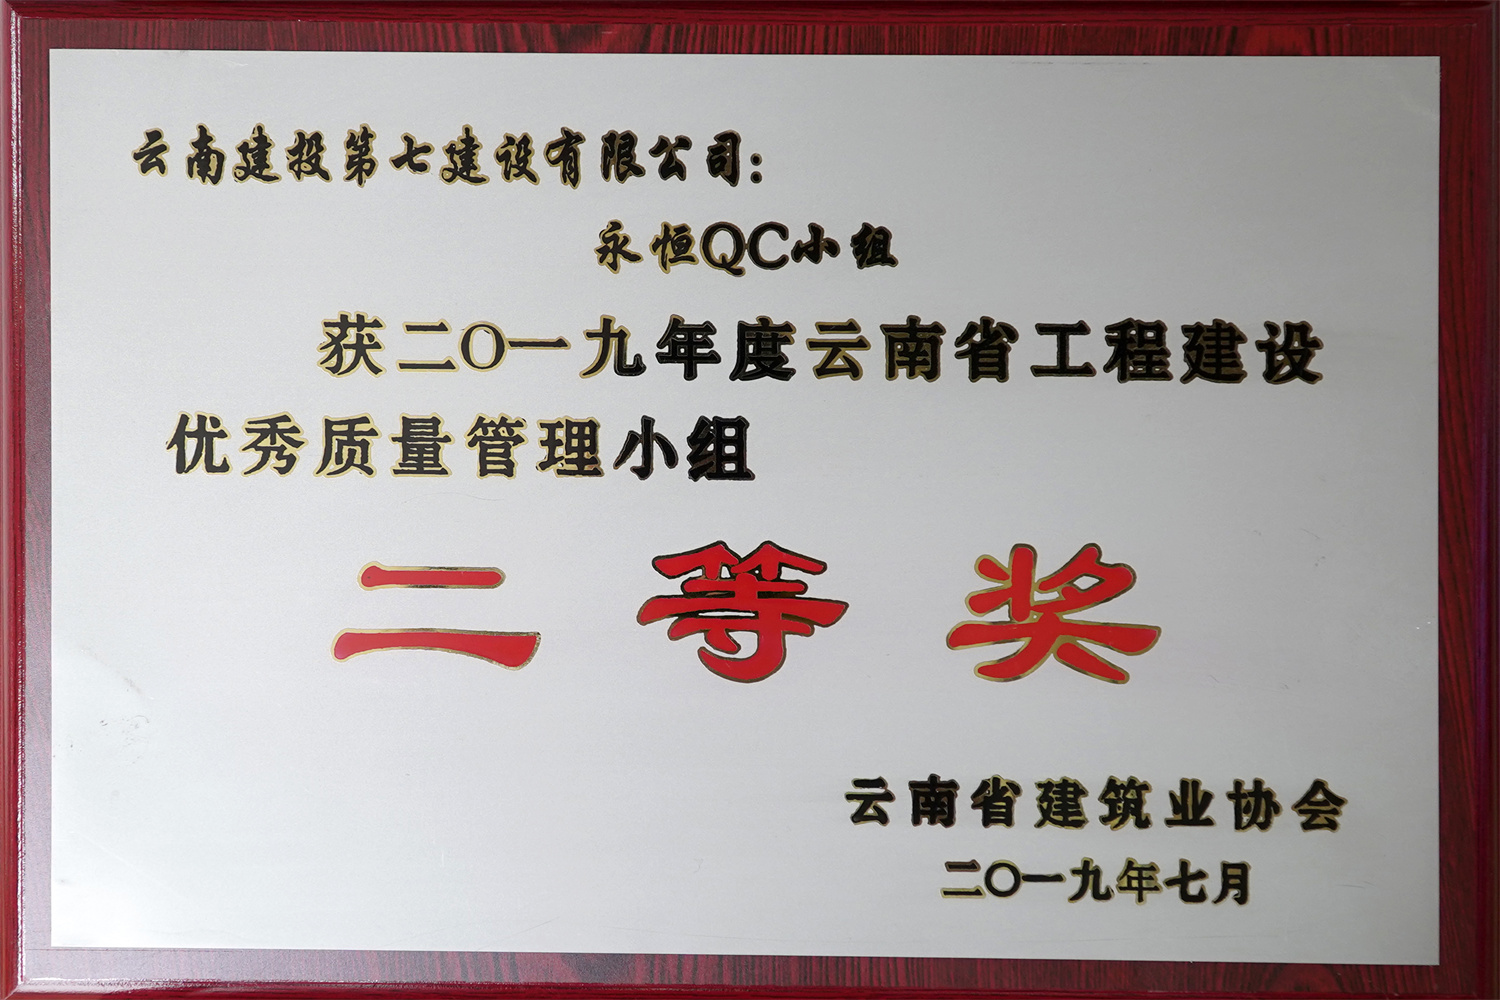 云南建投第七建设有限公司：
永恒QC小组
获二〇一九年度云南省工程建设
优秀质量管理小组
二等奖
云南省建筑业协会
二〇一九年七月